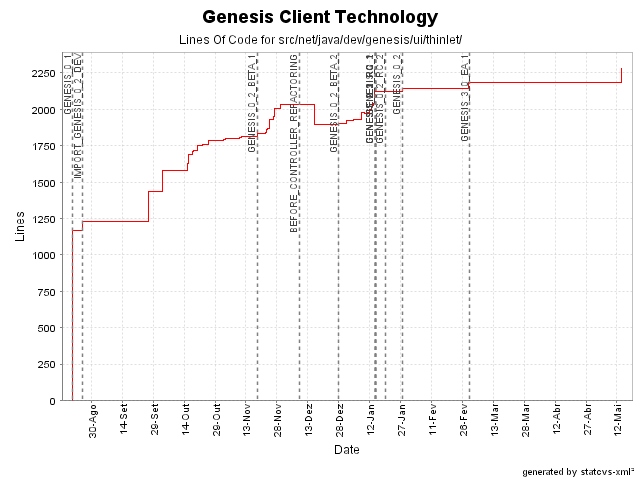 Genesis Client Technology
Lines Of Code for src/net/java/dev/genesis/ui/thinlet/
GENESIS_0_1
IMPORT_GENESIS_0_2_DEV
GENESIS_0_2_BETA_1
BEFORE_CONTROLLER_REFACTORING
GENESIS_0_2_BETA_2
GENESIS_0_2_RC_2
GENESIS_0_2
GENESIS_3_0_EA_1
Lines
2250
2000
1750
1500
1250
1000
750
500
250
0
30-Ago
14-Set
29-Set
14-Out
29-Out
13-Nov
28-Nov
13-Dez
28-Dez
12-Jan
27-Jan
11-Fev
26-Fev
13-Mar
28-Mar
12-Abr
27-Abr
12-Mai
Date
generated by statcvs-xml²